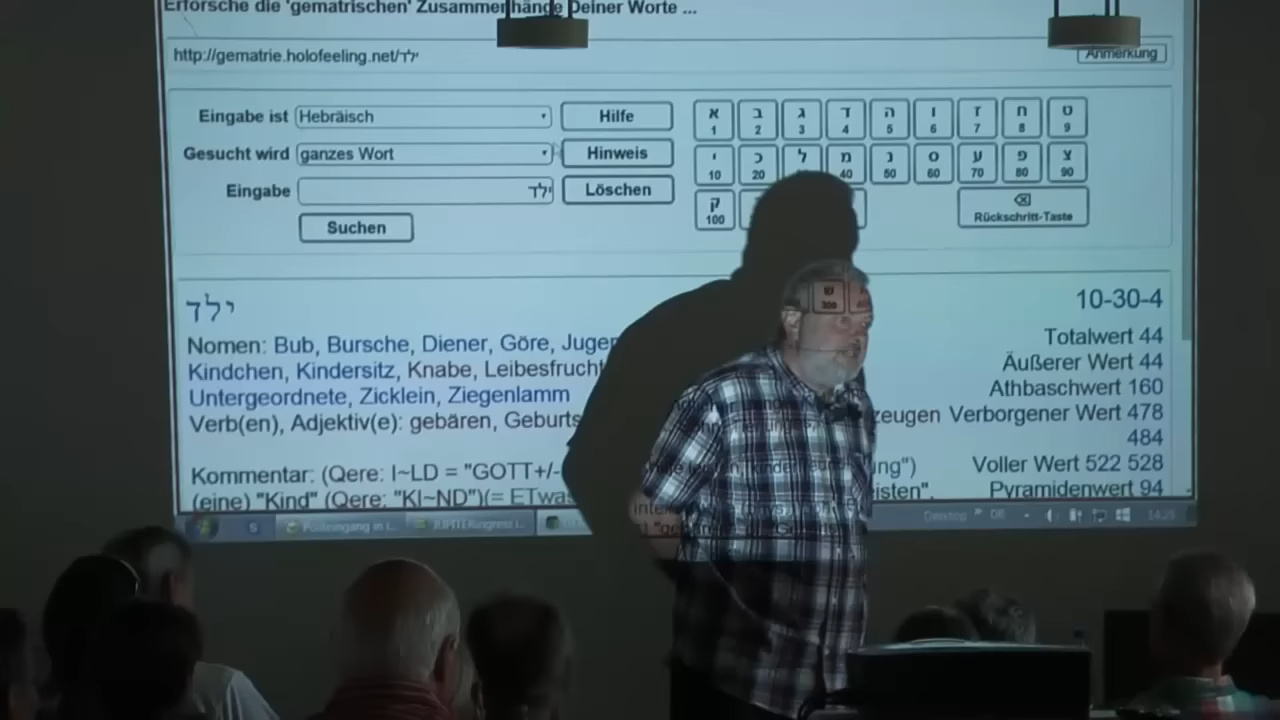 Erforsche die 'gematrischen' Zusammenhänge Deiner Worte ...
http://gematrie.holofeeling.net/ילד
Anmerkung
Eingabe ist Hebräisch Hilfe
Gesucht wird ganzes Wort Hinweis
Eingabe ילד Löschen
Suchen
א ב ג ד ה ו ז ח ט
1 2 3 4 5 6 7 8 9
י כ ל מ נ ס ע פ צ
10 20 40 50 60 70 80 90
ק
100
Rückschritt-Taste
ש
300
ילד
10-30-4
Nomen: Bub, Bursche, Diener, Göre,
Kindchen, Kindersitz, Knabe, Leibesfrucht
Untergeordnete, Zicklein, Ziegenlamm
Verb(en), Adjektiv(e): gebären,
zeugen
Totalwert 44
Äußerer Wert 44
Athbaschwert 160
Verborgener Wert 478
484
Voller Wert 522 528
Pyramidenwert 94
Kommentar: (Qere: I~LD = "GOTT+/-
(eine) "Kind" (Qere: "KI~ND")(=
Desktop DE